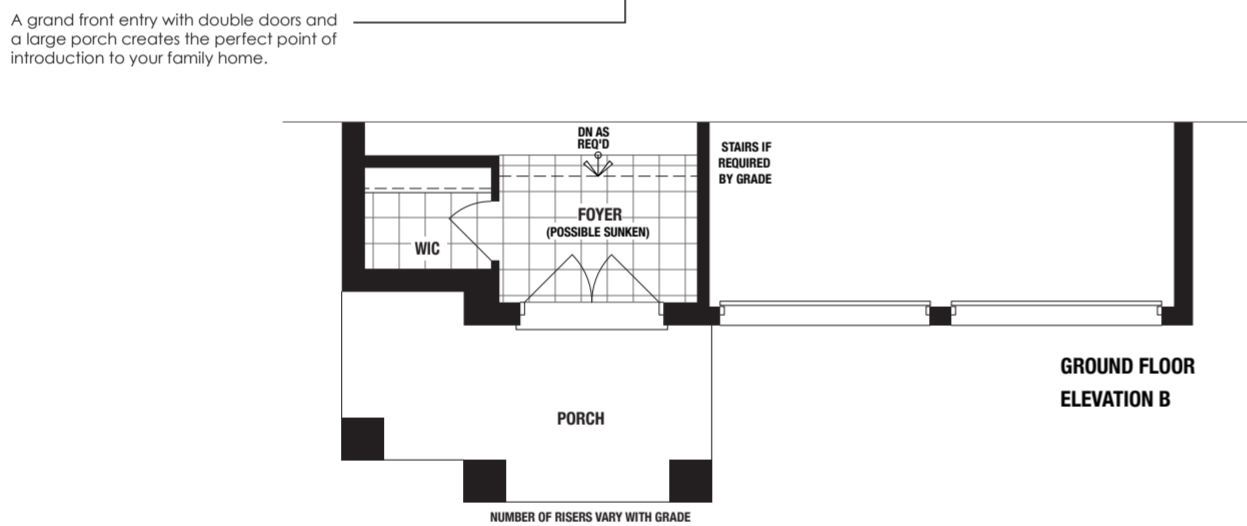 A grand front entry with double doors and
a large porch creates the perfect point of
introduction to your family home.
DN AS
REQ'D
STAIRS IF
REQUIRED
BY GRADE
FOYER
(POSSIBLE SUNKEN)
WIC
GROUND FLOOR
ELEVATION B
PORCH
NUMBER OF RISERS VARY WITH GRADE